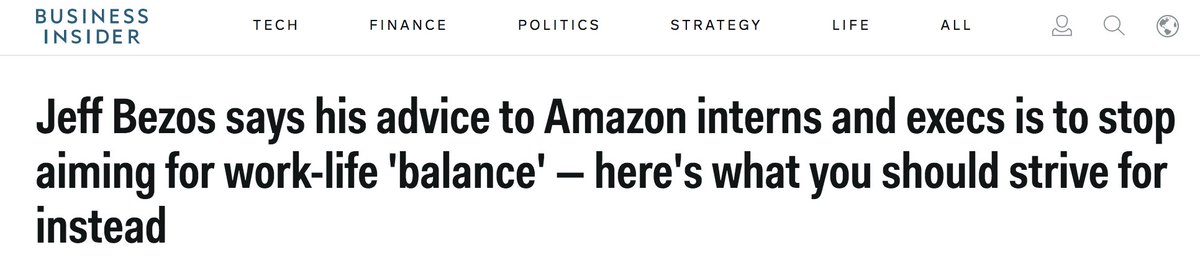 BUSINESS
INSIDER
TECH FINANCE POLITICS STRATEGY LIFE ALL
Jeff Bezos says his advice to Amazon interns and execs is to stop
aiming for work-life 'balance' — here's what you should strive for
instead